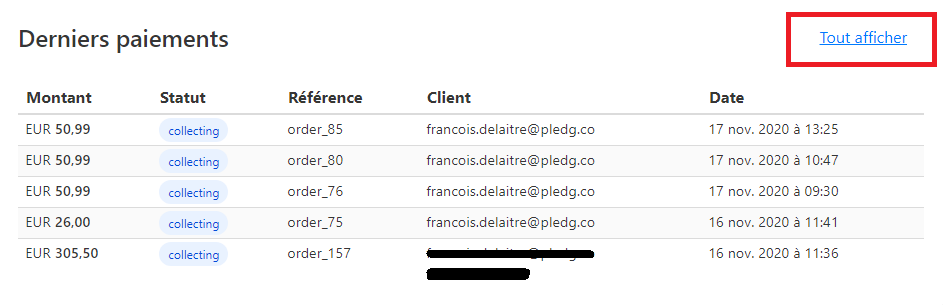 Derniers paiements Tout afficher
Montant Statut Référence Client Date
EUR 50,99 collecting order_85 francois.delaitre@pledg.co 17 nov. 2020 à 13:25
EUR 50,99 collecting order_80 francois.delaitre@pledg.co 17 nov. 2020 à 10:47
EUR 50,99 collecting order_76 francois.delaitre@pledg.co 17 nov. 2020 à 09:30
EUR 26,00 collecting order_75 francois.delaitre@pledg.co 16 nov. 2020 à 11:41
EUR 305,50 collecting order_157 16 nov. 2020 à 11:36